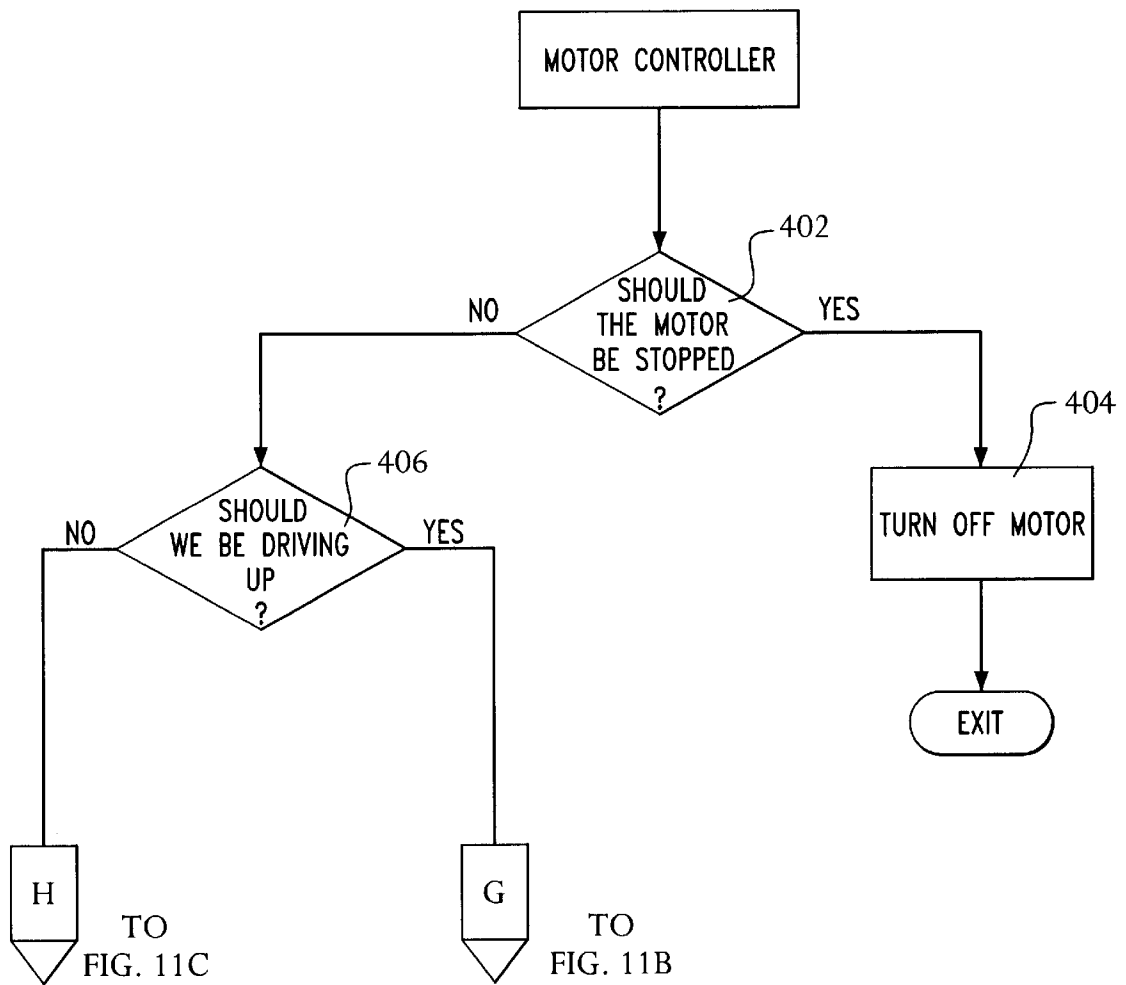 MOTOR CONTROLLER
402
SHOULD
THE MOTOR
BE STOPPED
?
NO
YES
404
TURN OFF MOTOR
EXIT
406
SHOULD
WE BE DRIVING
UP
?
NO
YES
H
TO
FIG. 11C
G
TO
FIG. 11B